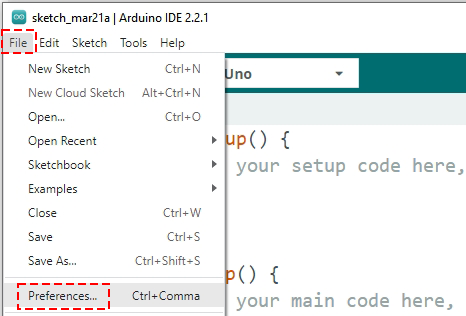 sketch_mar21a | Arduino IDE 2.2.1
File Edit Sketch Tools Help
New Sketch Ctrl+N
New Cloud Sketch Alt+Ctrl+N
Open... Ctrl+O
Open Recent
Sketchbook
Examples
Close Ctrl+W
Save Ctrl+S
Save As... Ctrl+Shift+S
Preferences... Ctrl+Comma
Uno
up() {
your setup code here,
p() {
your main code here,